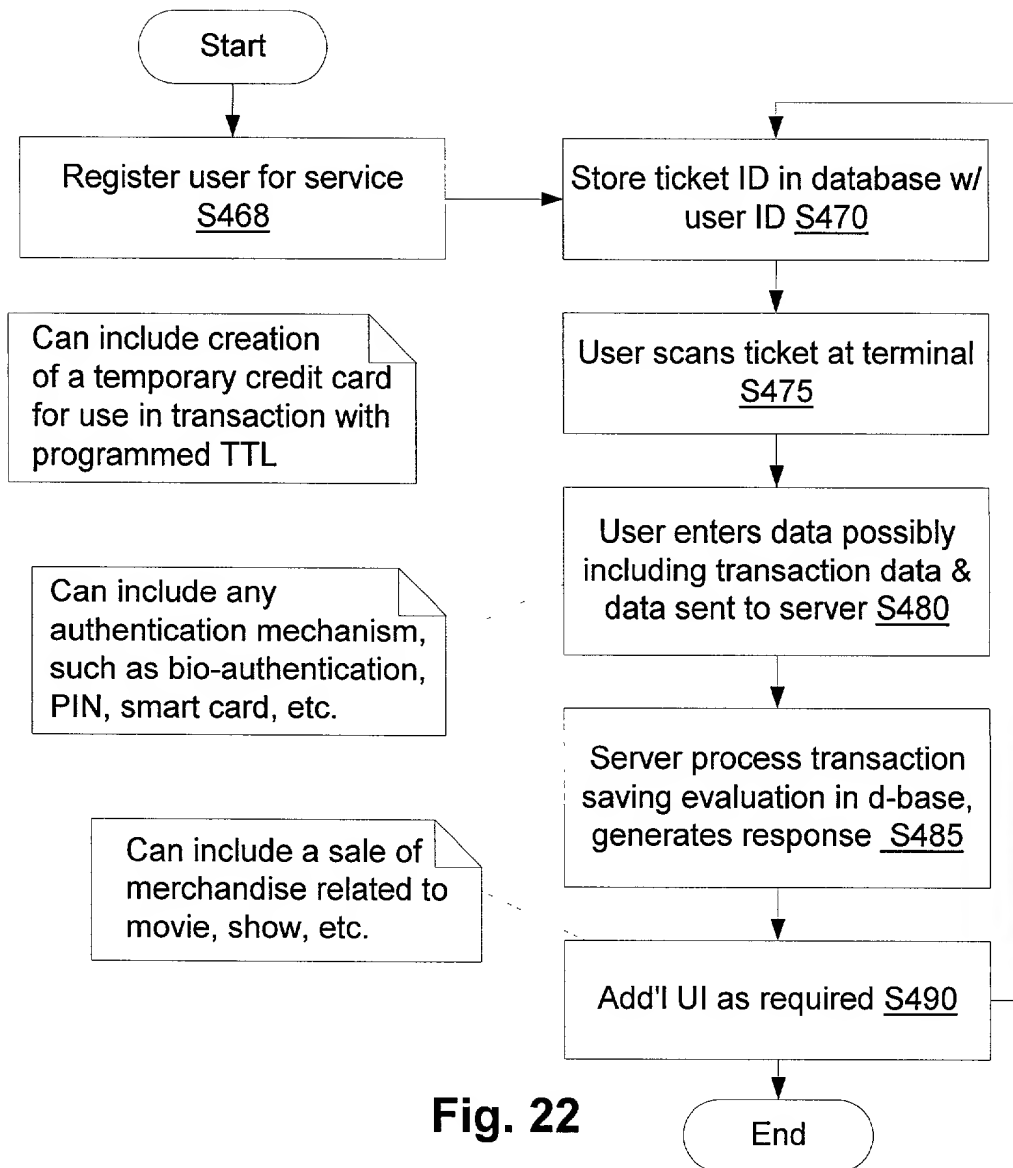 Start
Register user for service
S468
Store ticket ID in database w/
user ID S470
Can include creation
of a temporary credit card
for use in transaction with
programmed TTL
User scans ticket at terminal
S475
User enters data possibly
including transaction data &
data sent to server S480
Can include any
authentication mechanism,
such as bio-authentication,
PIN, smart card, etc.
Server process transaction
saving evaluation in d-base,
generates response S485
Can include a sale of
merchandise related to
movie, show, etc.
Add'l UI as required S490
Fig. 22
End